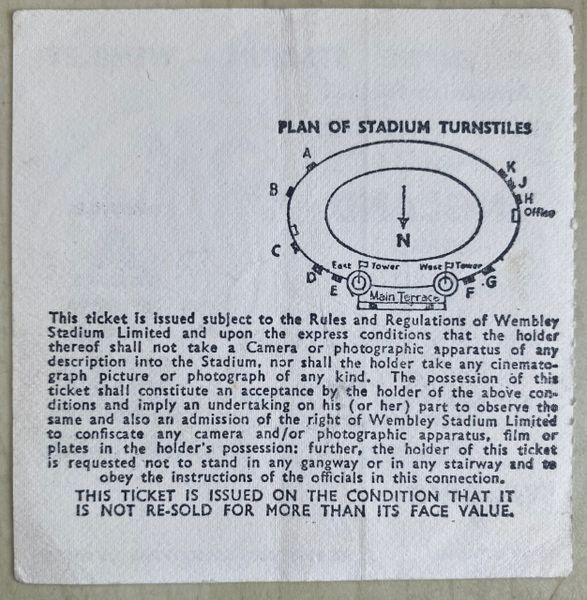 PLAN OF STADIUM TURNSTILES
A
K
J
B
H
Office
N
C
East Tower
West Tower
D
G
E
F
Main Terrace
This ticket is issued subject to the Rules and Regulations of Wembley
Stadium Limited and upon the express conditions that the holder
thereof shall not take a Camera or photographic apparatus of any
description into the Stadium, nor shall the holder take any cinemato-
graph picture or photograph of any kind. The possession of this
ticket shall constitute an acceptance by the holder of the above con-
ditions and imply an undertaking on his (or her) part to observe the
same and also an admission of the right of Wembley Stadium Limited
to confiscate any camera and/or photographic apparatus, film or
plates in the holder's possession: further, the holder of this ticket
is requested not to stand in any gangway or in any stairway and to
obey the instructions of the officials in this connection.
THIS TICKET IS ISSUED ON THE CONDITION THAT IT
IS NOT RE-SOLD FOR MORE THAN ITS FACE VALUE.